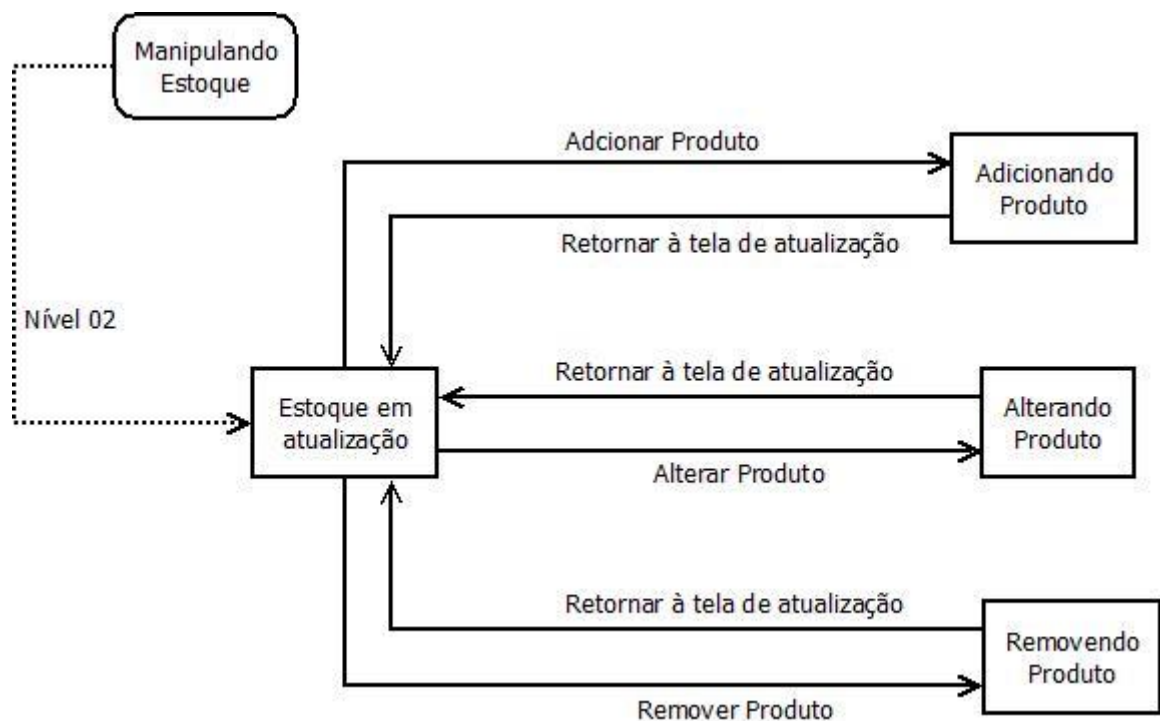 Manipulando
Estoque
Adcionar Produto
Adicionando
Produto
Retornar à tela de atualização
Nível 02
Retornar à tela de atualização
Estoque em
atualização
Alterando
Produto
Alterar Produto
Retornar à tela de atualização
Removendo
Produto
Remover Produto